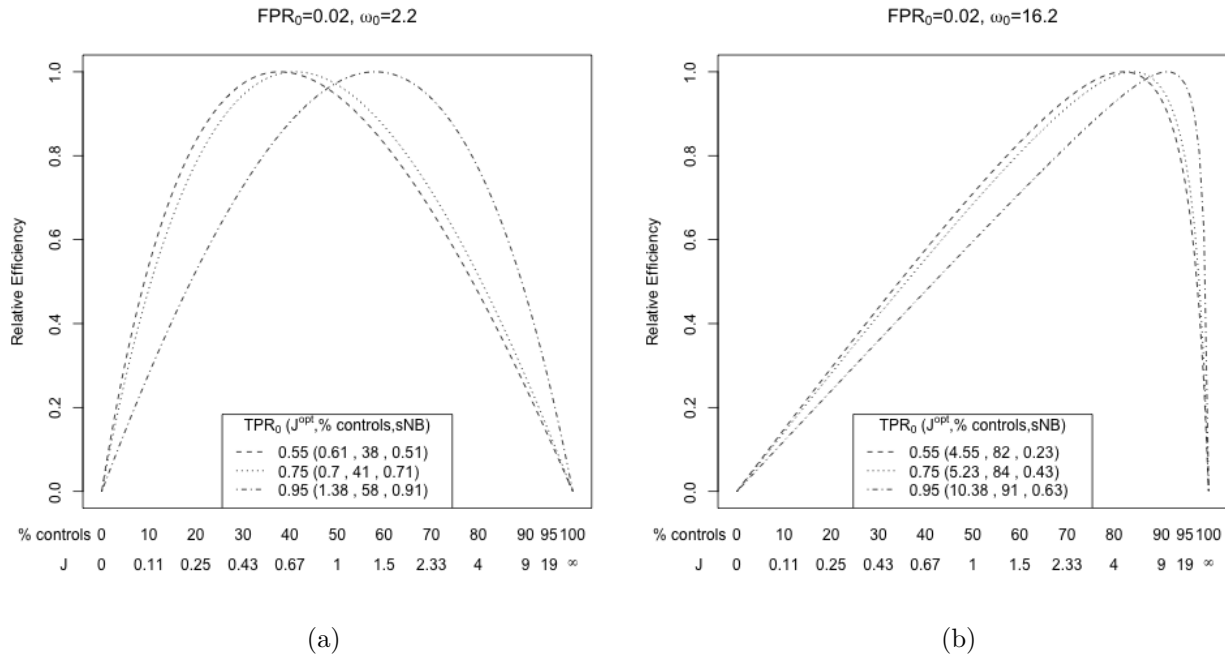 FPR₀=0.02, ω₀=2.2
Relative Efficiency
1.0
0.8
0.6
0.4
0.2
0.0
TPR₀ (J^opt,% controls,sNB)
0.55 (0.61 , 38 , 0.51)
0.75 (0.7 , 41 , 0.71)
0.95 (1.38 , 58 , 0.91)
% controls 0 10 20 30 40 50 60 70 80 90 95 100
J 0 0.11 0.25 0.43 0.67 1 1.5 2.33 4 9 19 ∞
(a)
FPR₀=0.02, ω₀=16.2
Relative Efficiency
1.0
0.8
0.6
0.4
0.2
0.0
TPR₀ (J^opt,% controls,sNB)
0.55 (4.55 , 82 , 0.23)
0.75 (5.23 , 84 , 0.43)
0.95 (10.38 , 91 , 0.63)
% controls 0 10 20 30 40 50 60 70 80 90 95 100
J 0 0.11 0.25 0.43 0.67 1 1.5 2.33 4 9 19 ∞
(b)